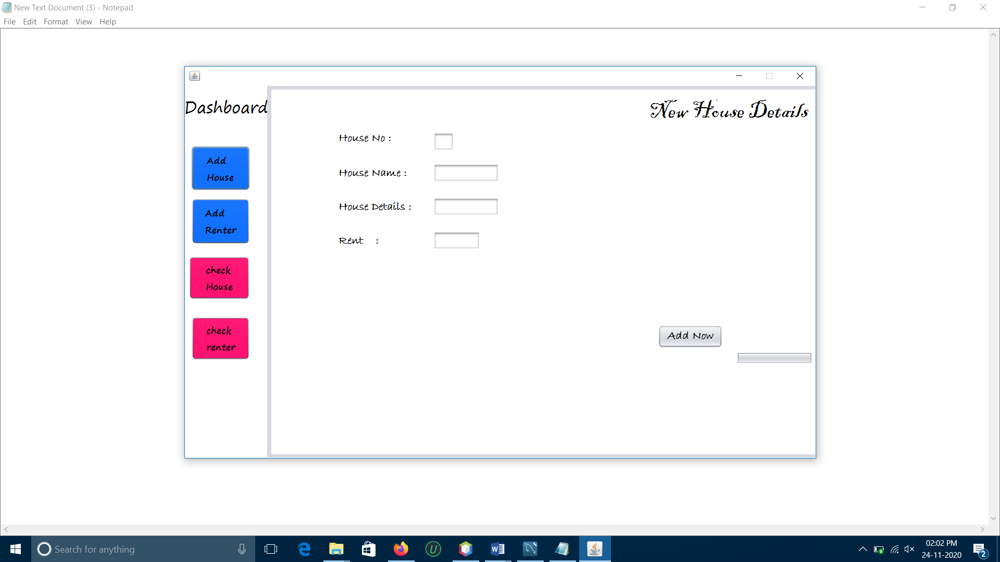 New Text Document (3) - Notepad
File Edit Format View Help
Dashboard
New House Details
Add
House
Add
Renter
check
House
check
renter
House No :
House Name :
House Details :
Rent :
Add Now
Search for anything
02:02 PM
24-11-2020
2